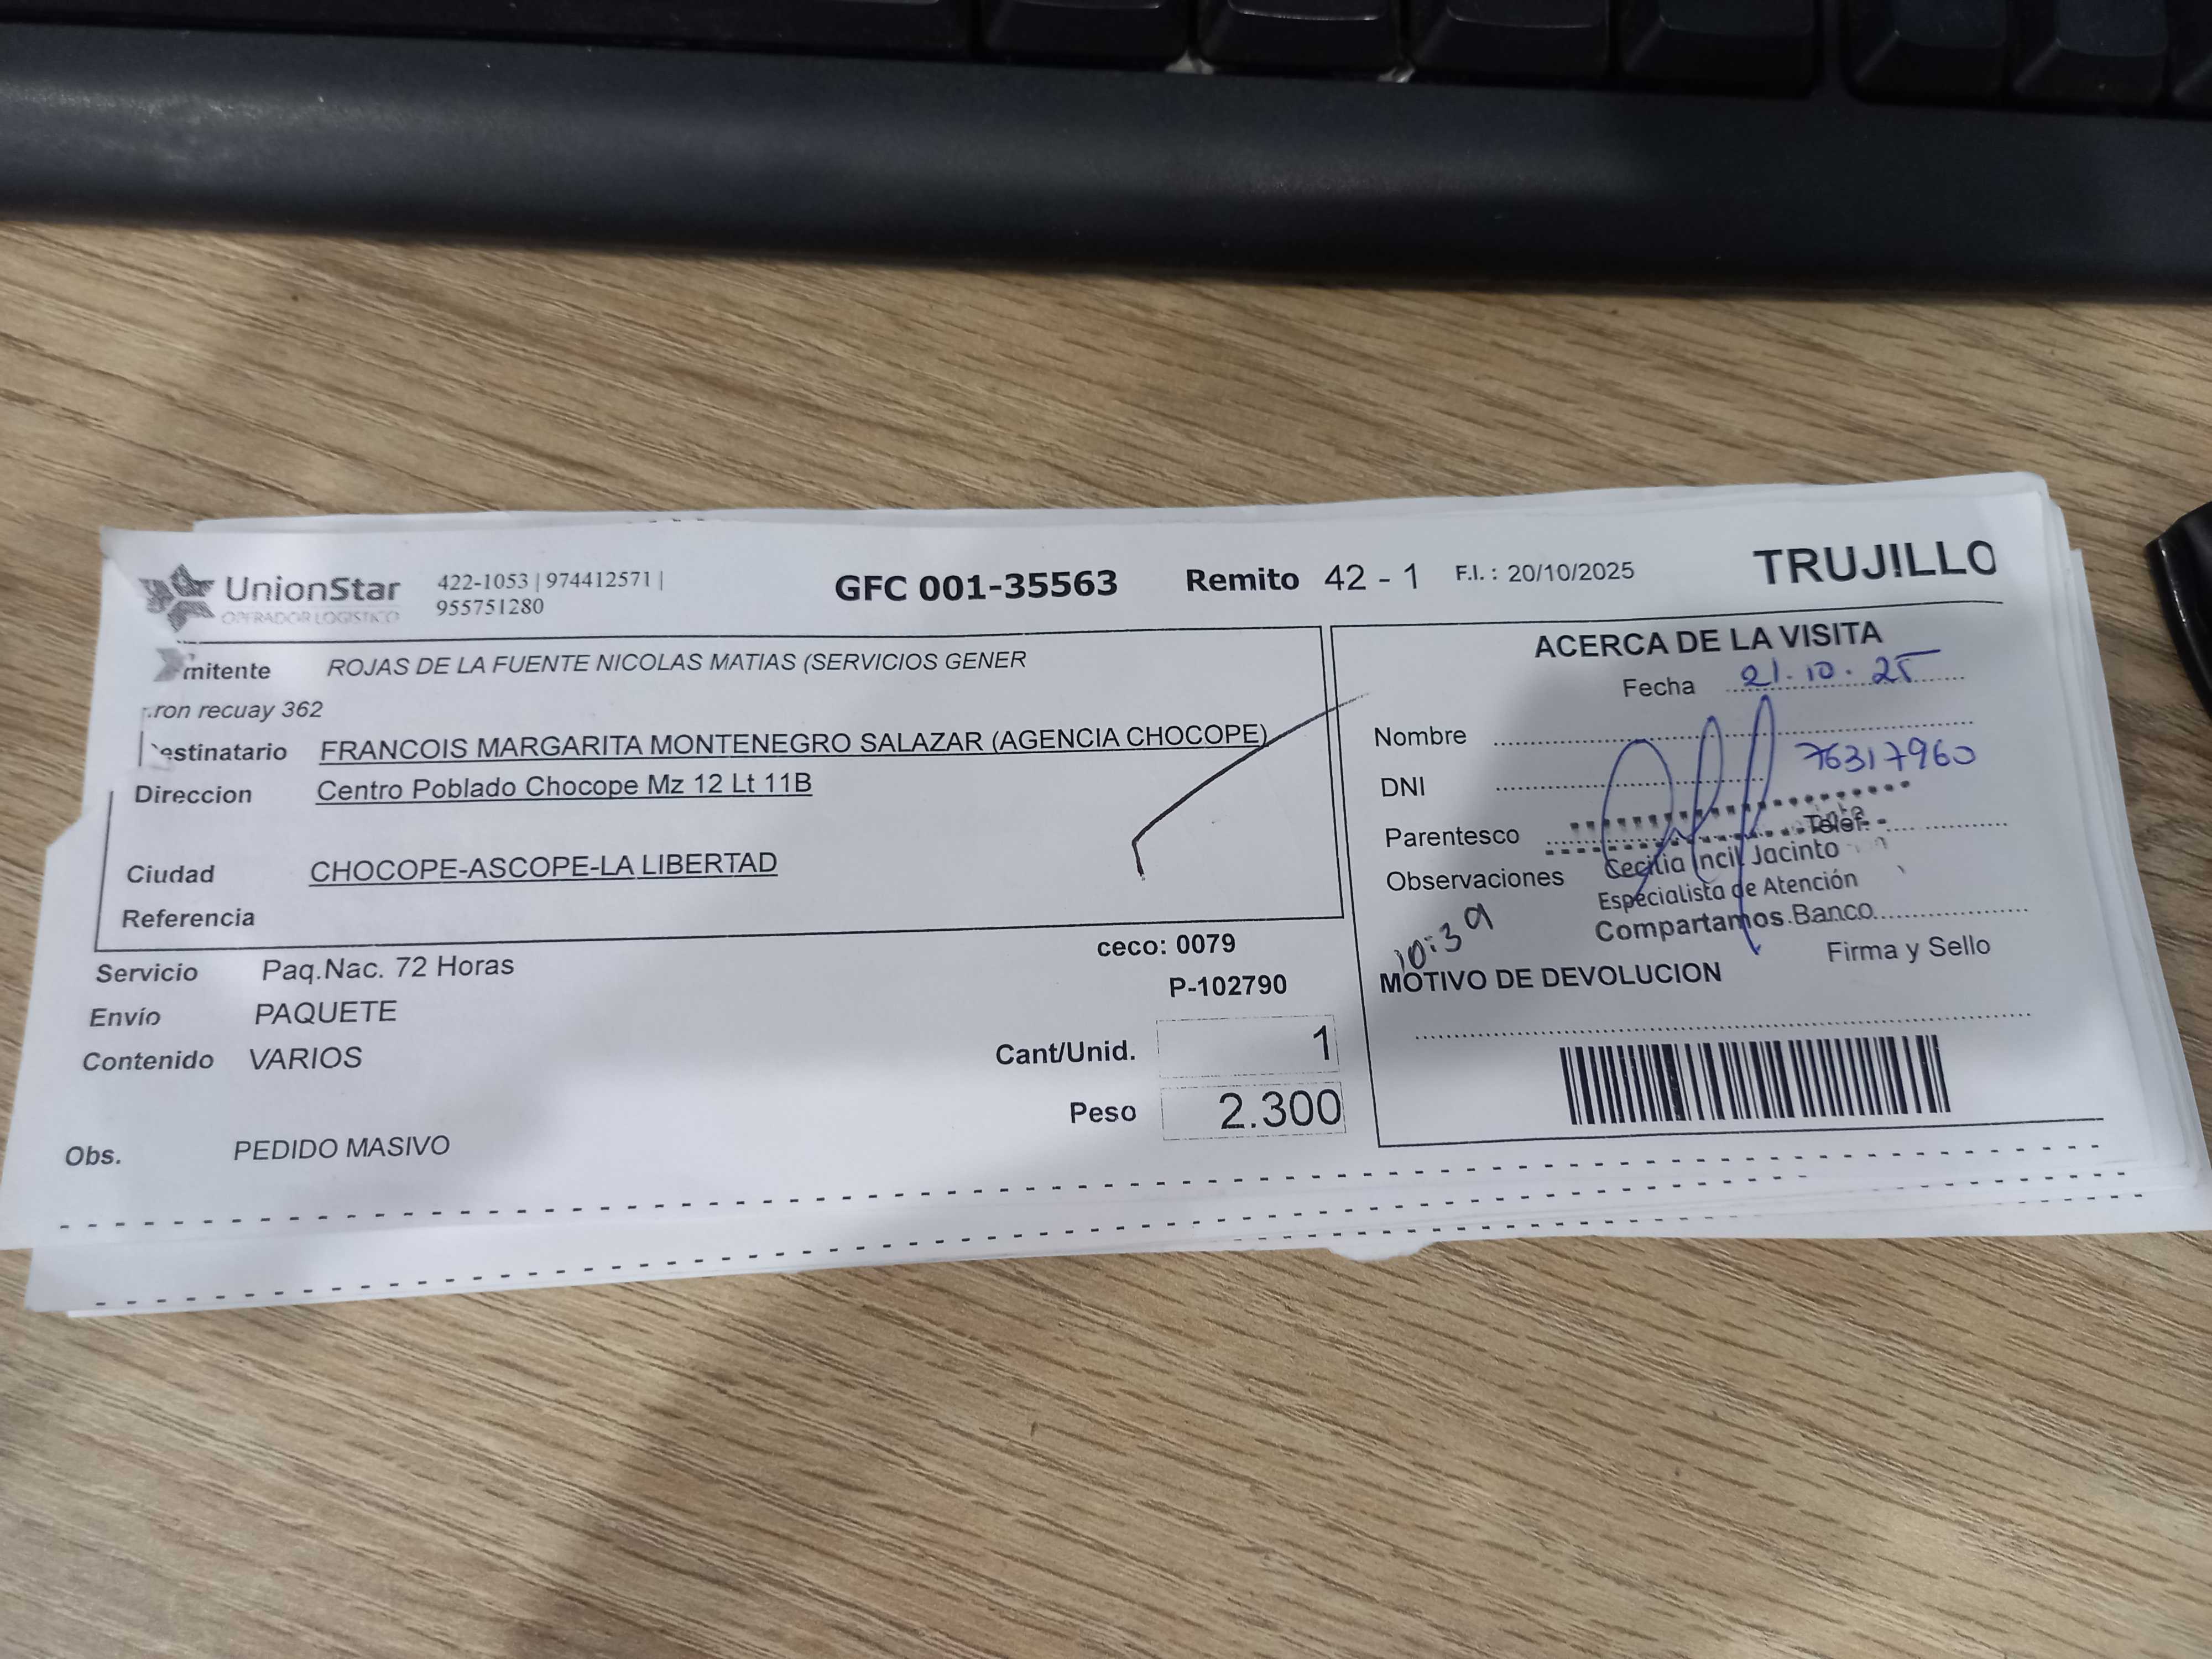 UnionStar
OPERADOR LOGISTICO
422-1053 | 974412571 |
955751280
GFC 001-35563
Remito 42 - 1
F.I. : 20/10/2025
TRUJILLO
mitente ROJAS DE LA FUENTE NICOLAS MATIAS (SERVICIOS GENER
ron recuay 362
estinatario FRANCOIS MARGARITA MONTENEGRO SALAZAR (AGENCIA CHOCOPE)
Direccion Centro Poblado Chocope Mz 12 Lt 11B
Ciudad CHOCOPE-ASCOPE-LA LIBERTAD
Referencia
Servicio Paq.Nac. 72 Horas
Envío PAQUETE
Contenido VARIOS
Obs. PEDIDO MASIVO
ceco: 0079
P-102790
Cant/Unid. 1
Peso 2.300
ACERCA DE LA VISITA
Fecha 21.10.25
Nombre
DNI 76317960
Parentesco Telef.
Observaciones
Cecilia Incil Jacinto
Especialista de Atención
Compartamos Banco
10:39
Firma y Sello
MOTIVO DE DEVOLUCION